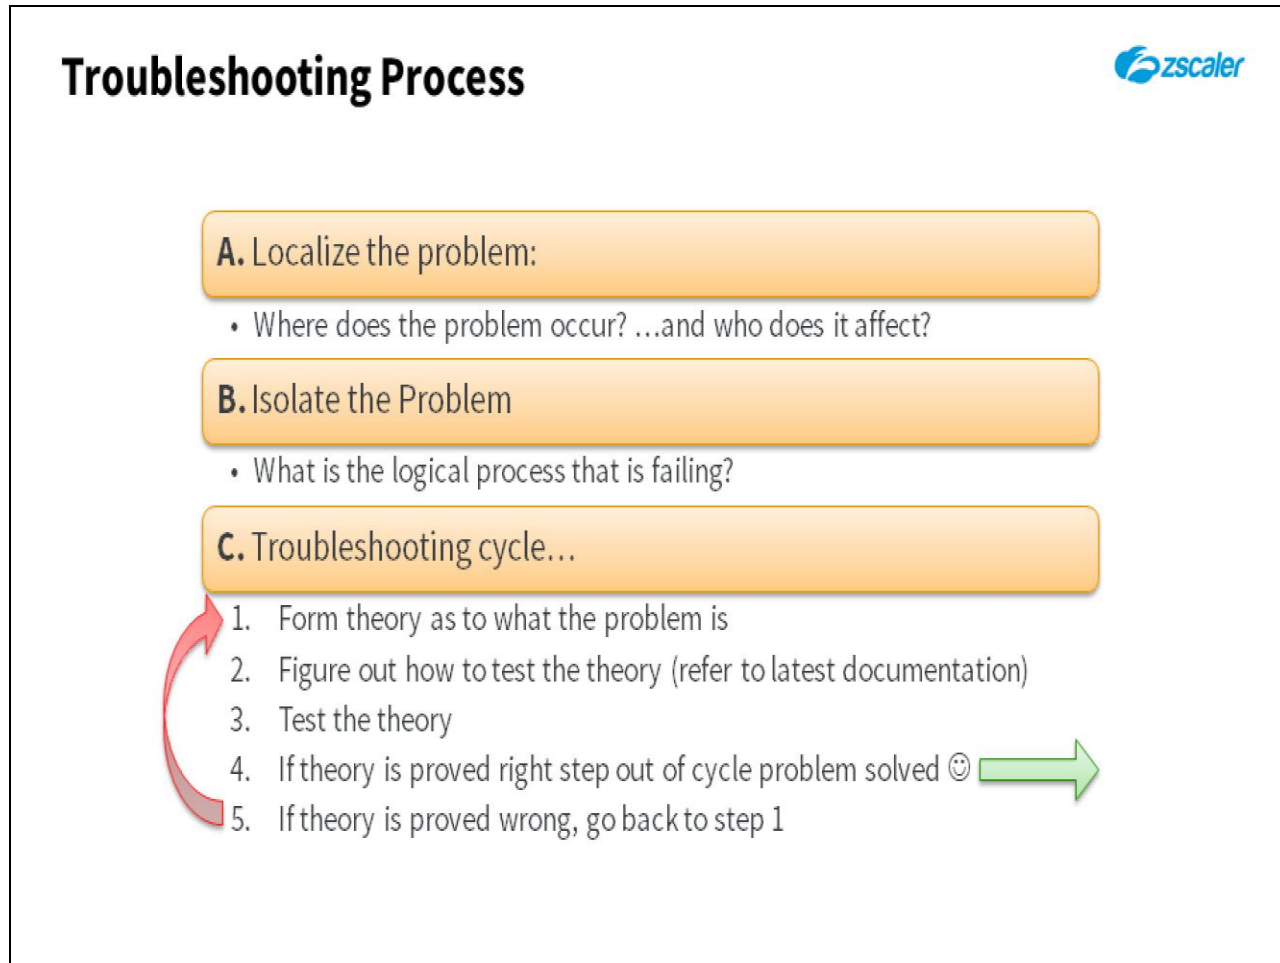 Troubleshooting Process
zscaler
A. Localize the problem:
• Where does the problem occur? ...and who does it affect?
B. Isolate the Problem
• What is the logical process that is failing?
C. Troubleshooting cycle...
1. Form theory as to what the problem is
2. Figure out how to test the theory (refer to latest documentation)
3. Test the theory
4. If theory is proved right step out of cycle problem solved ☺
5. If theory is proved wrong, go back to step 1